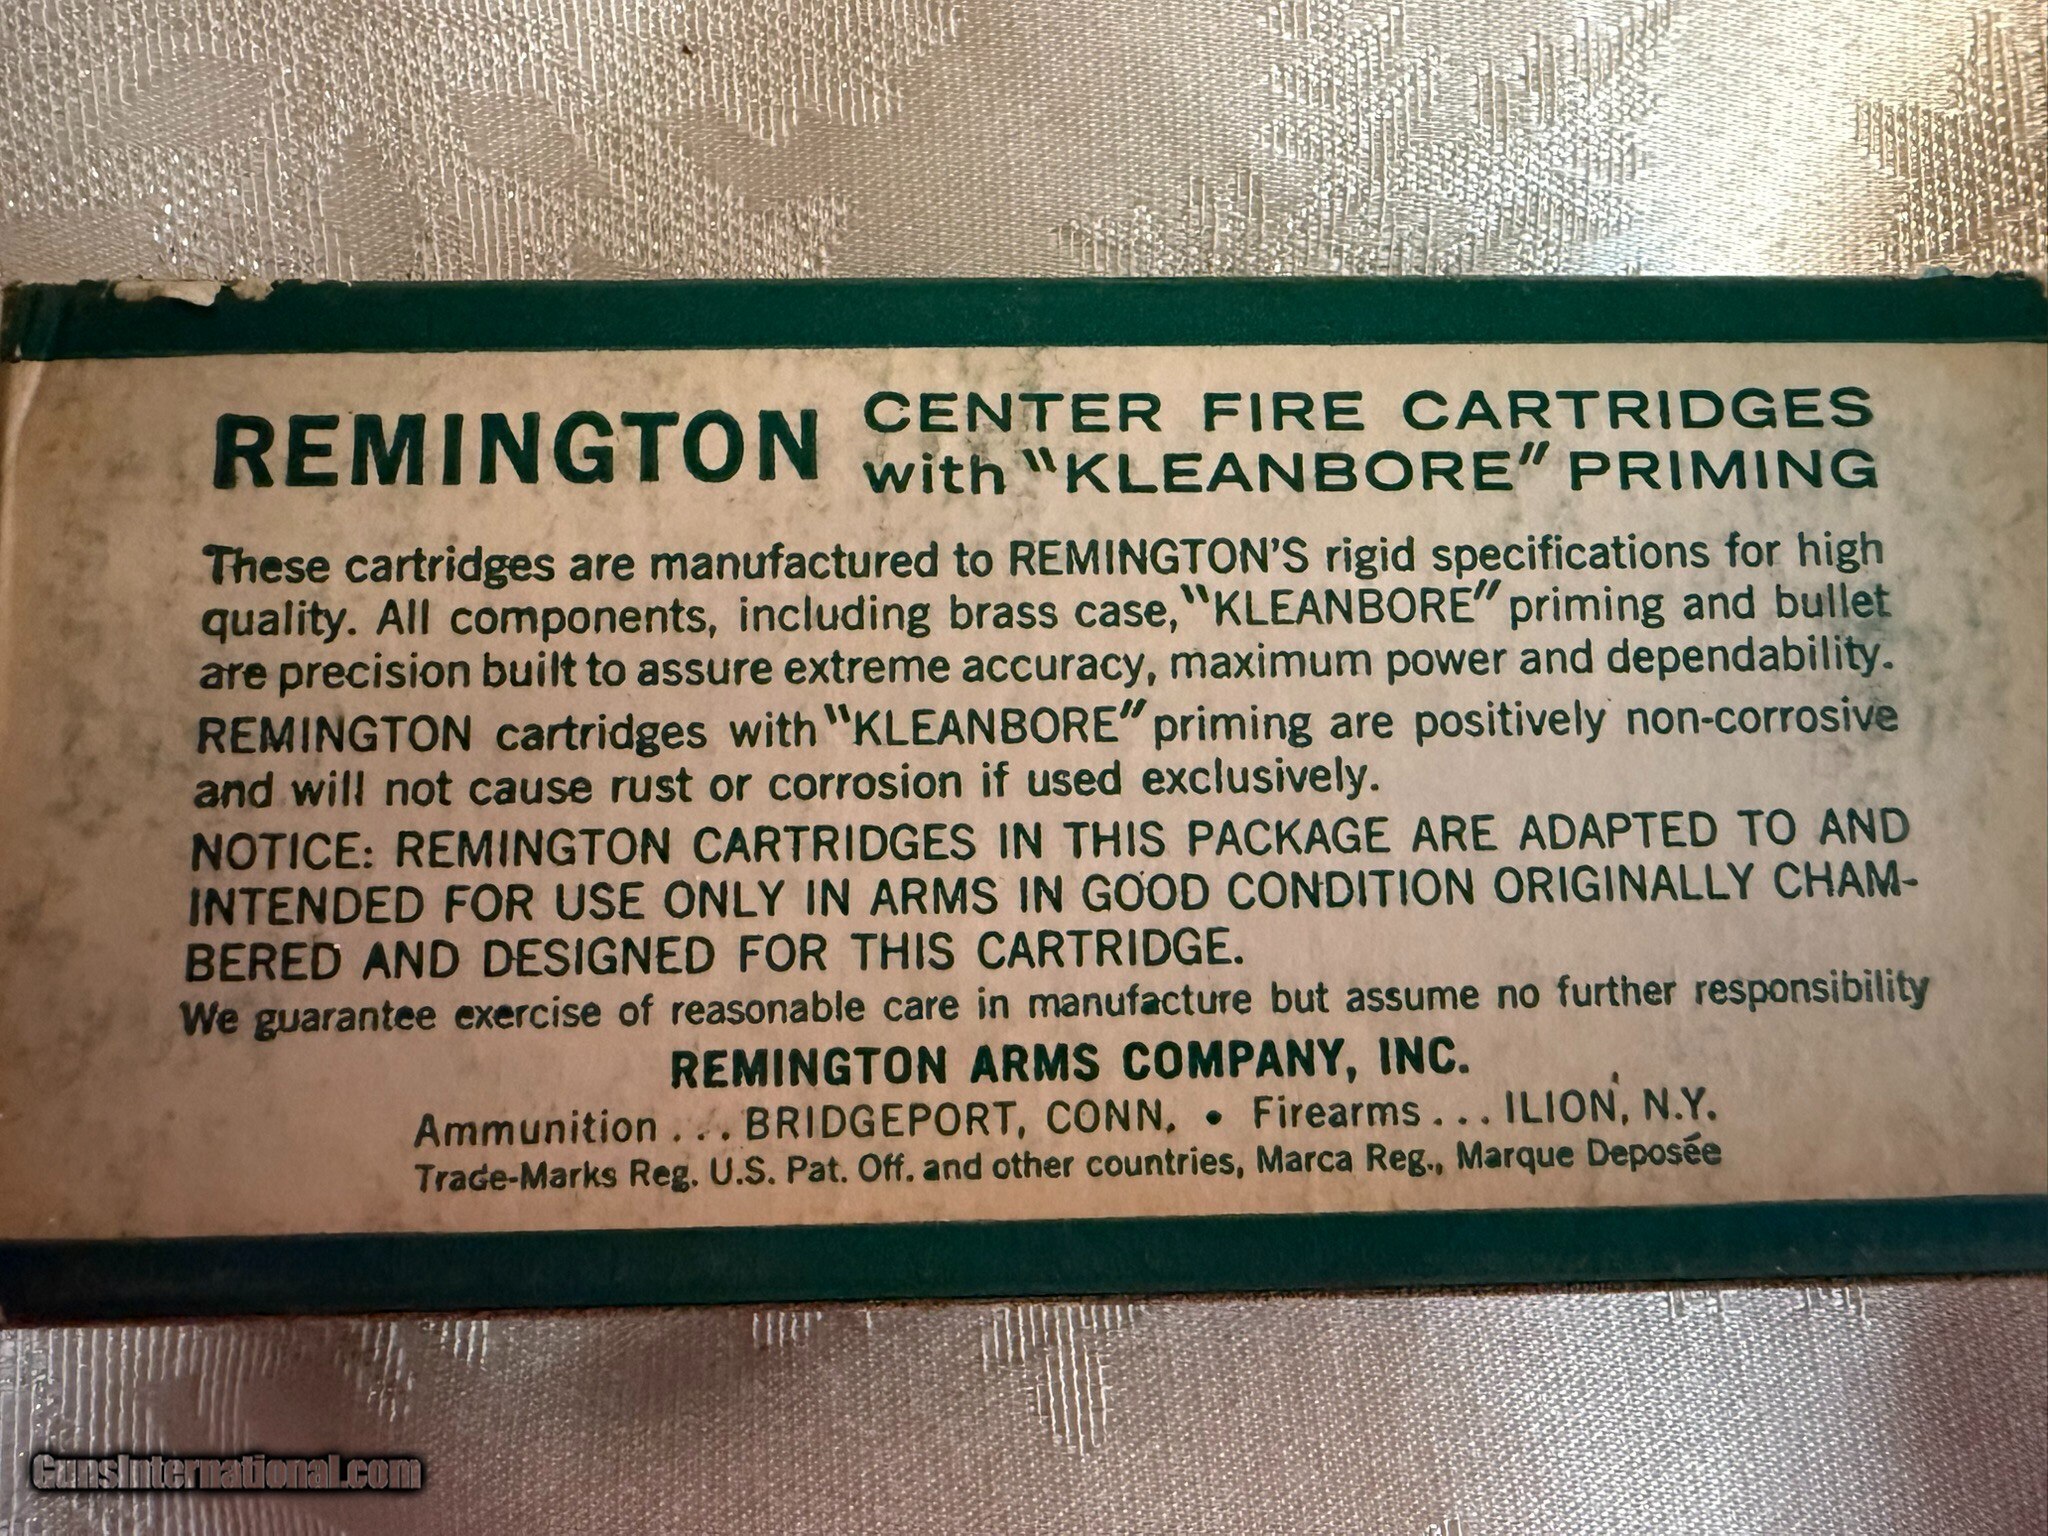 REMINGTON CENTER FIRE CARTRIDGES
with "KLEANBORE" PRIMING
These cartridges are manufactured to REMINGTON'S rigid specifications for high
quality. All components, including brass case, "KLEANBORE" priming and bullet
are precision built to assure extreme accuracy, maximum power and dependability.
REMINGTON cartridges with "KLEANBORE" priming are positively non-corrosive
and will not cause rust or corrosion if used exclusively.
NOTICE: REMINGTON CARTRIDGES IN THIS PACKAGE ARE ADAPTED TO AND
INTENDED FOR USE ONLY IN ARMS IN GOOD CONDITION ORIGINALLY CHAM-
BERED AND DESIGNED FOR THIS CARTRIDGE.
We guarantee exercise of reasonable care in manufacture but assume no further responsibility
REMINGTON ARMS COMPANY, INC.
Ammunition . . . BRIDGEPORT, CONN. • Firearms . . . ILION, N.Y.
Trade-Marks Reg. U.S. Pat. Off. and other countries, Marca Reg., Marque Deposée
GunsInternational.com